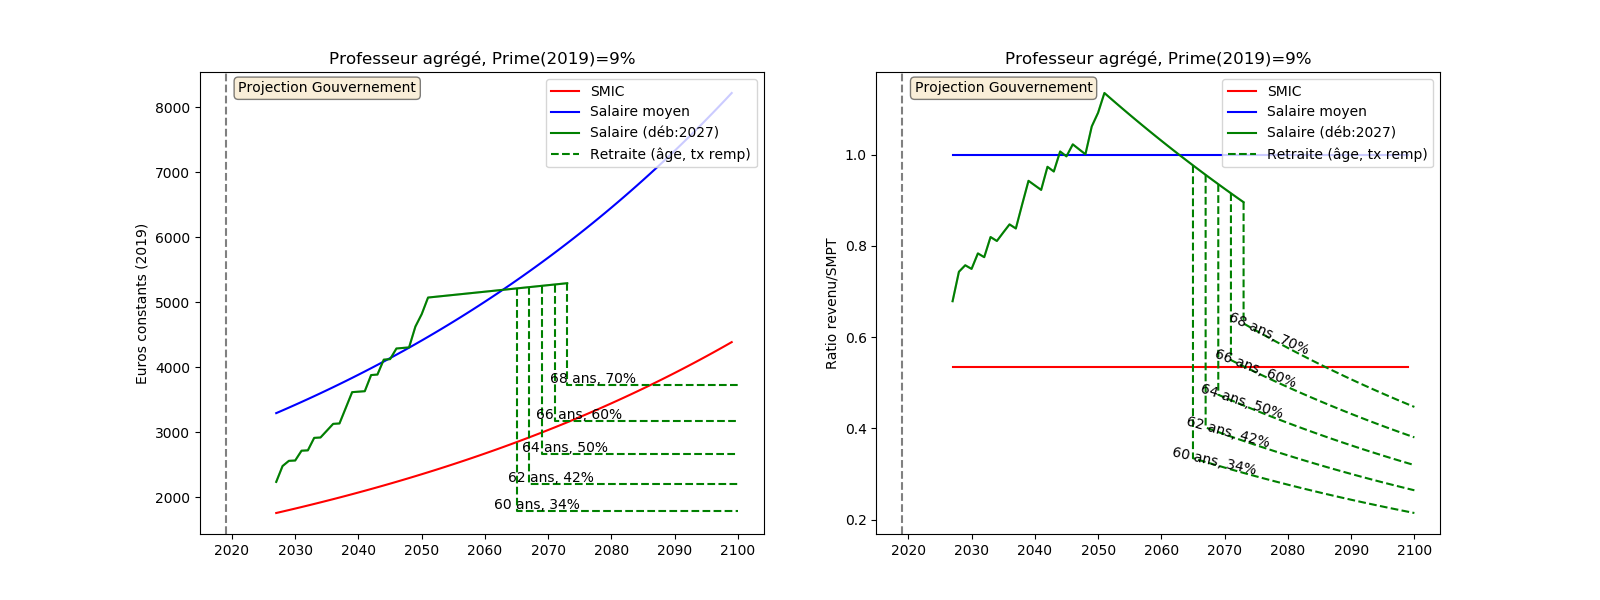 Professeur agrégé, Prime(2019)=9%
Projection Gouvernement
SMIC
Salaire moyen
Salaire (déb:2027)
Retraite (âge, tx remp)
Euros constants (2019)
8000
7000
6000
5000
4000
3000
2000
68 ans, 70%
66 ans, 60%
64 ans, 50%
62 ans, 42%
60 ans, 34%
2020 2030 2040 2050 2060 2070 2080 2090 2100
Professeur agrégé, Prime(2019)=9%
Projection Gouvernement
SMIC
Salaire moyen
Salaire (déb:2027)
Retraite (âge, tx remp)
Ratio revenu/SMPT
1.0
0.8
0.6
0.4
0.2
68 ans, 70%
66 ans, 60%
64 ans, 50%
62 ans, 42%
60 ans, 34%
2020 2030 2040 2050 2060 2070 2080 2090 2100